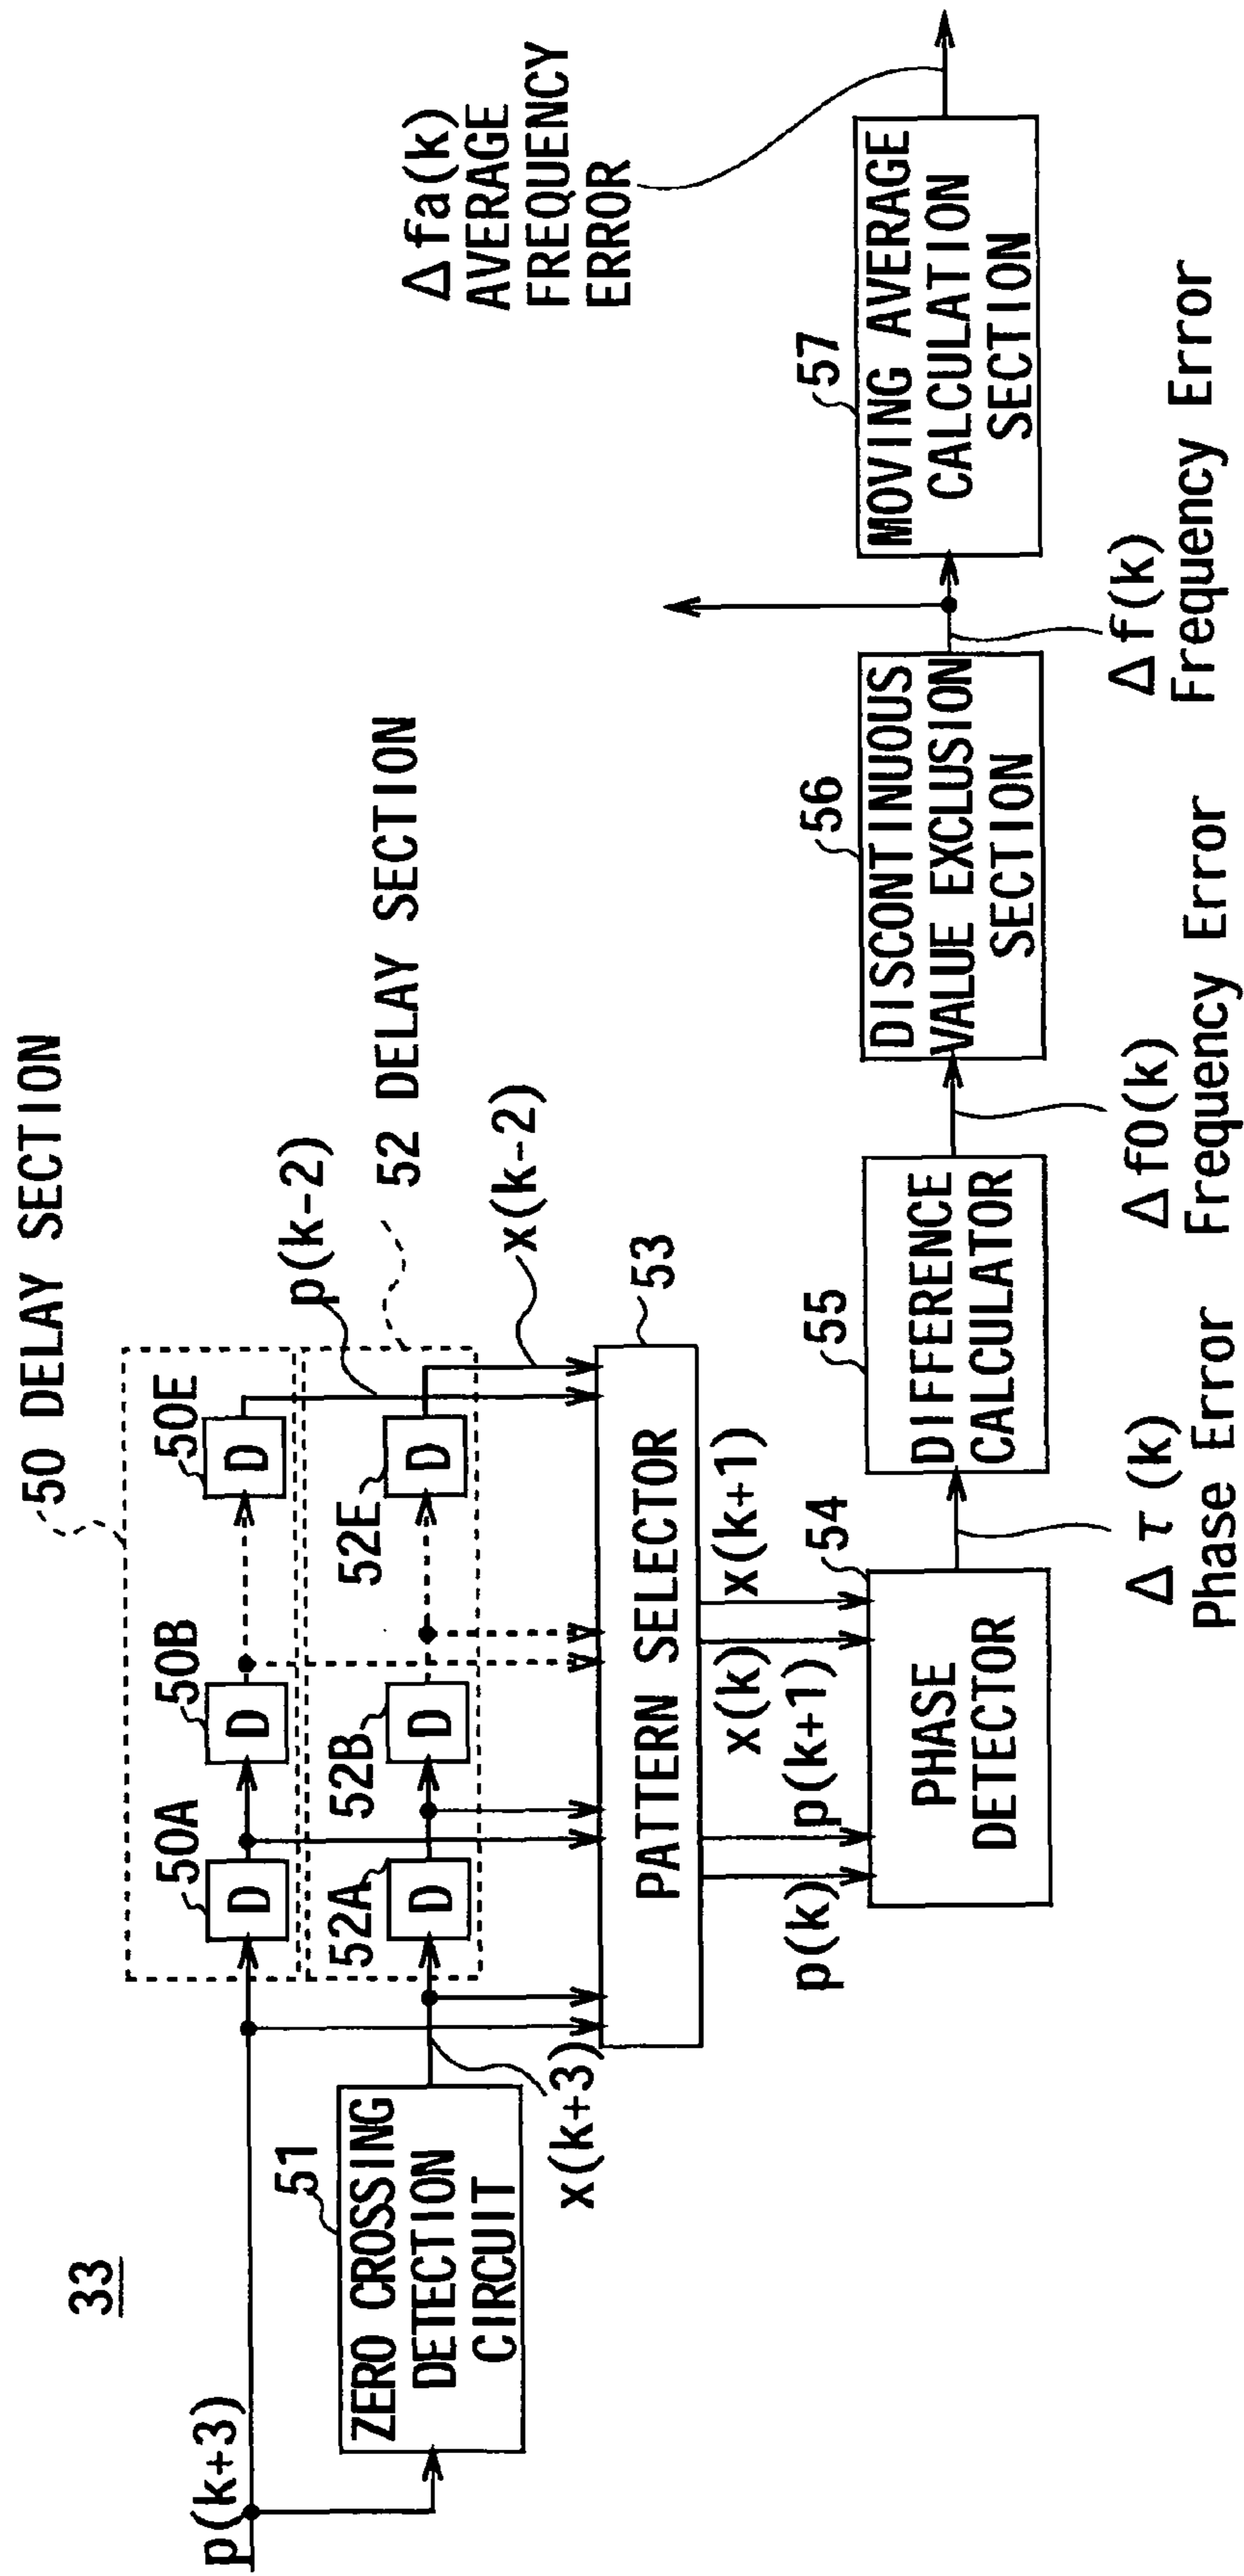 33
p(k+3)
50 DELAY SECTION
50A
50B
50E
D
D
D
p(k-2)
52 DELAY SECTION
52A
52B
52E
D
D
D
x(k-2)
51
ZERO CROSSING
DETECTION
CIRCUIT
x(k+3)
53
PATTERN SELECTOR
p(k)
p(k+1)
x(k)
x(k+1)
54
PHASE
DETECTOR
Δτ(k)
Phase Error
55
DIFFERENCE
CALCULATOR
Δf0(k)
Frequency Error
56
DISCONTINUOUS
VALUE EXCLUSION
SECTION
Δf(k)
Frequency Error
57
MOVING AVERAGE
CALCULATION
SECTION
Δfa(k)
AVERAGE
FREQUENCY
ERROR